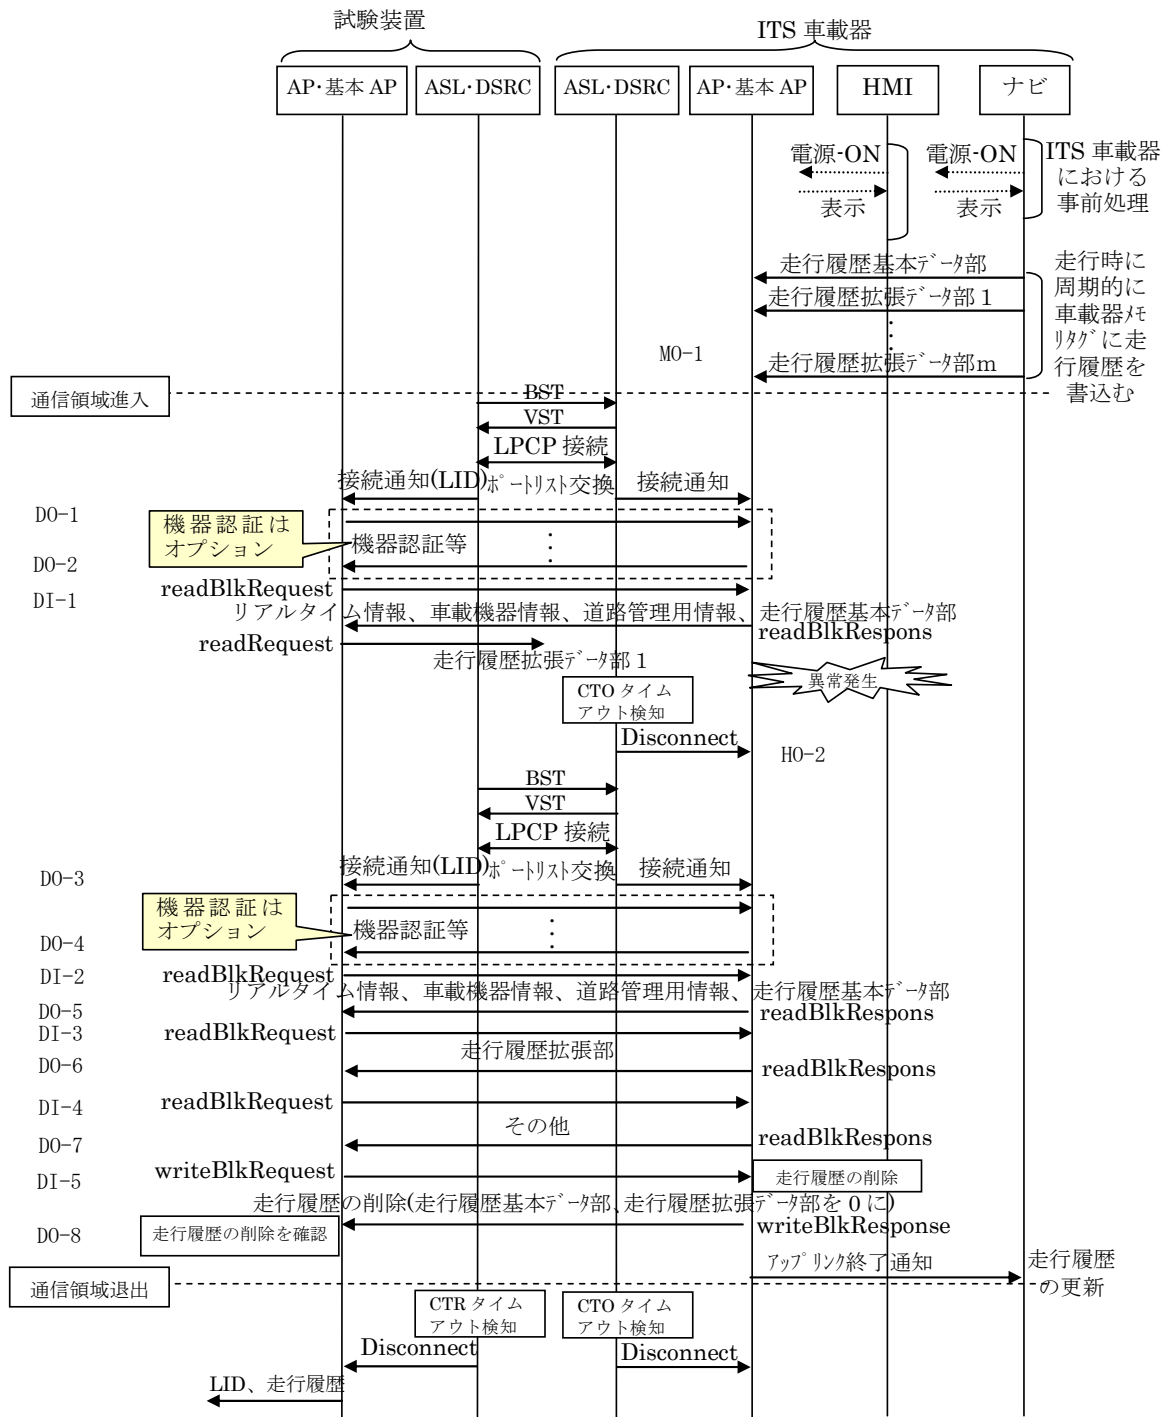 試験装置
ITS 車載器
AP･基本 AP
ASL･DSRC
ASL･DSRC
AP･基本 AP
HMI
ナビ
電源-ON
表示
電源-ON
表示
ITS 車載器
における
事前処理
走行履歴基本ﾃﾞｰﾀ部
走行履歴拡張ﾃﾞｰﾀ部１
走行履歴拡張ﾃﾞｰﾀ部ｍ
走行時に
周期的に
車載器ﾒﾓ
ﾘﾀｸﾞに走
行履歴を
書込む
MO-1
通信領域進入
BST
VST
LPCP 接続
接続通知(LID)
ﾎﾟｰﾄﾘｽﾄ交換
接続通知
DO-1
機器認証は
オプション
機器認証等
DO-2
readBlkRequest
DI-1
リアルタイム情報、車載機器情報、道路管理用情報、走行履歴基本ﾃﾞｰﾀ部
readBlkRespons
readRequest
走行履歴拡張ﾃﾞｰﾀ部１
異常発生
CTO タイム
アウト検知
Disconnect
HO-2
BST
VST
LPCP 接続
接続通知(LID)
ﾎﾟｰﾄﾘｽﾄ交換
接続通知
DO-3
機器認証は
オプション
機器認証等
DO-4
DI-2
readBlkRequest
リアルタイム情報、車載機器情報、道路管理用情報、走行履歴基本ﾃﾞｰﾀ部
DO-5
readBlkRespons
DI-3
readBlkRequest
走行履歴拡張部
DO-6
readBlkRespons
DI-4
readBlkRequest
その他
DO-7
readBlkRespons
DI-5
writeBlkRequest
走行履歴の削除
走行履歴の削除(走行履歴基本ﾃﾞｰﾀ部､走行履歴拡張ﾃﾞｰﾀ部を０に)
DO-8
走行履歴の削除を確認
writeBlkResponse
ｱｯﾌﾟﾘﾝｸ終了通知
走行履歴
の更新
通信領域退出
CTR タイム
アウト検知
CTO タイム
アウト検知
Disconnect
Disconnect
LID、走行履歴